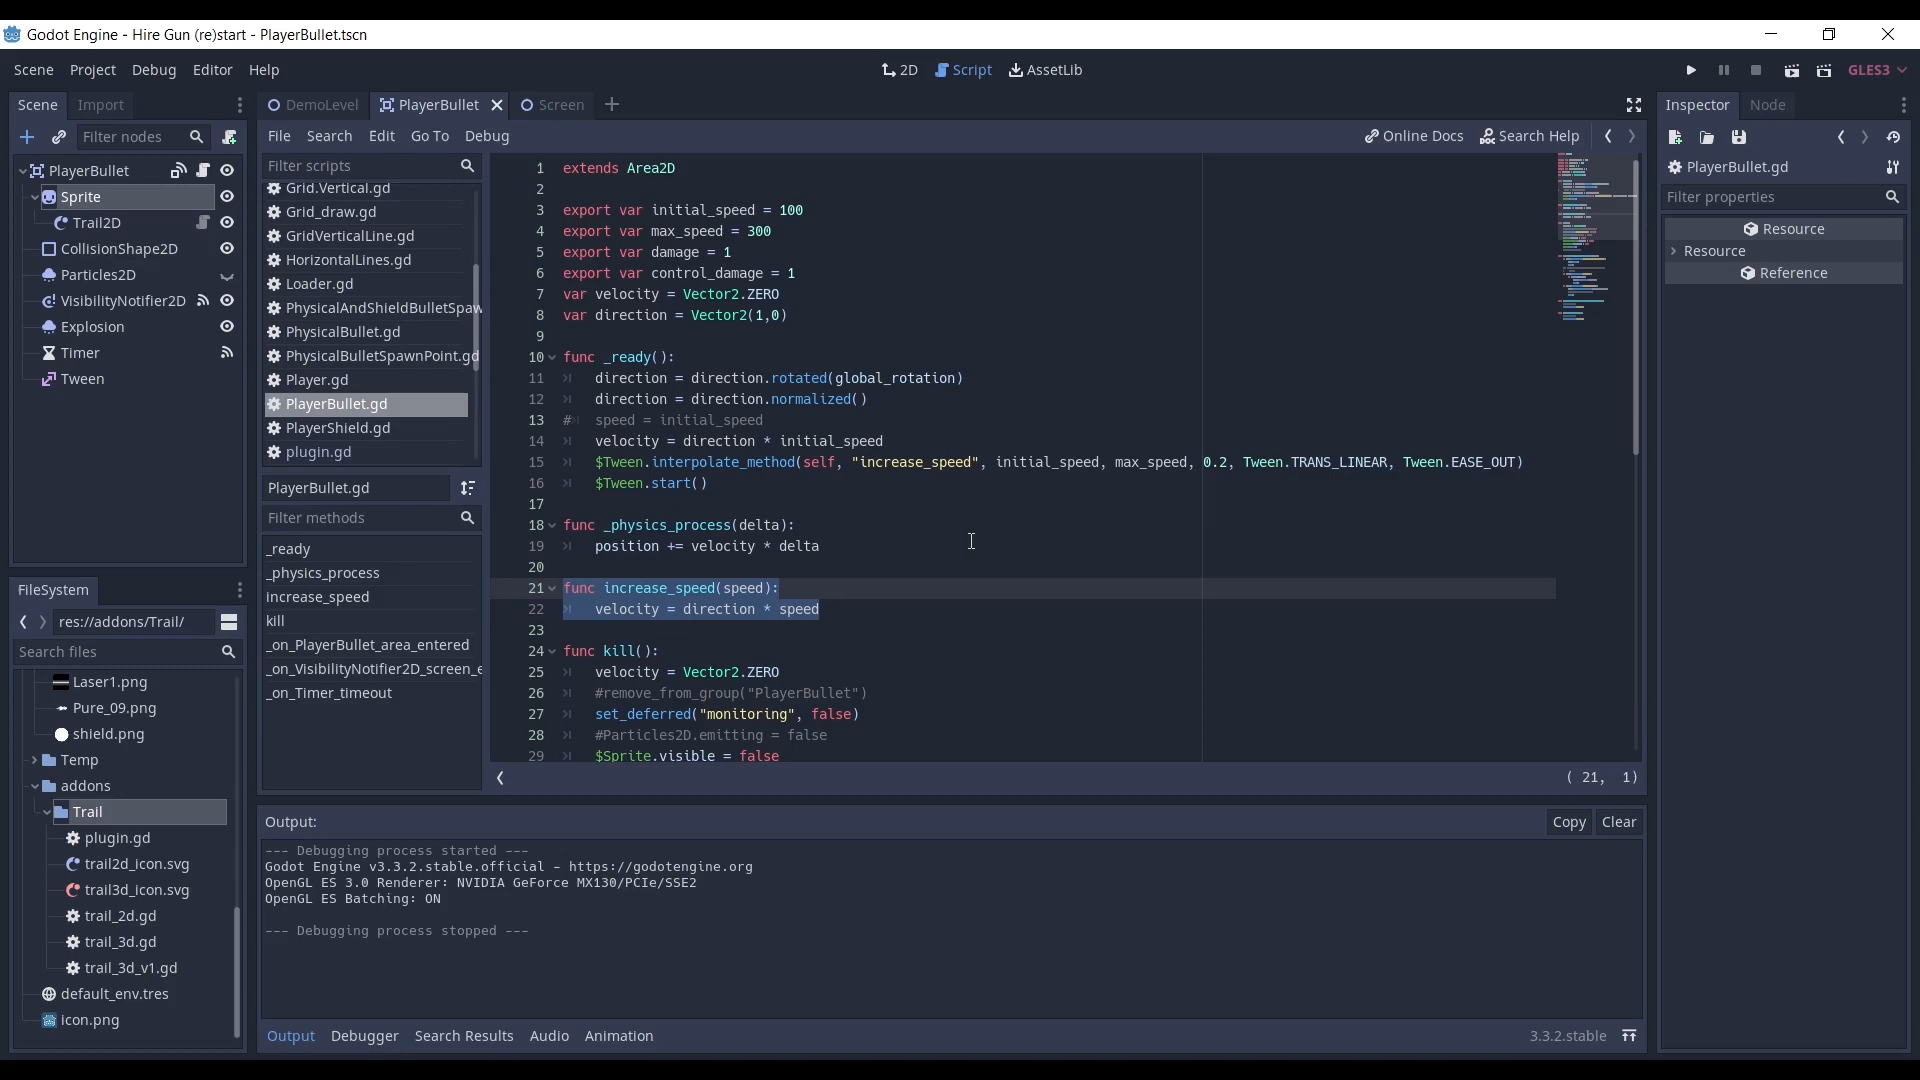 Godot Engine - Hire Gun (re)start - PlayerBullet.tscn
Scene Project Debug Editor Help
2D Script AssetLib
GLES3
Scene Import
Filter nodes
PlayerBullet
Sprite
Trail2D
CollisionShape2D
Particles2D
VisibilityNotifier2D
Explosion
Timer
Tween
FileSystem
res://addons/Trail/
Search files
Laser1.png
Pure_09.png
shield.png
Temp
addons
Trail
plugin.gd
trail2d_icon.svg
trail3d_icon.svg
trail_2d.gd
trail_3d.gd
trail_3d_v1.gd
default_env.tres
icon.png
DemoLevel PlayerBullet Screen
File Search Edit Go To Debug
Online Docs Search Help
Filter scripts
Grid.Vertical.gd
Grid_draw.gd
GridVerticalLine.gd
HorizontalLines.gd
Loader.gd
PhysicalAndShieldBulletSpaw
PhysicalBullet.gd
PhysicalBulletSpawnPoint.gd
Player.gd
PlayerBullet.gd
PlayerShield.gd
plugin.gd
PlayerBullet.gd
Filter methods
_ready
_physics_process
increase_speed
kill
_on_PlayerBullet_area_entered
_on_VisibilityNotifier2D_screen_e
_on_Timer_timeout
1 extends Area2D
2
3 export var initial_speed = 100
4 export var max_speed = 300
5 export var damage = 1
6 export var control_damage = 1
7 var velocity = Vector2.ZERO
8 var direction = Vector2(1,0)
9
10 func _ready():
11 direction = direction.rotated(global_rotation)
12 direction = direction.normalized()
13 # speed = initial_speed
14 velocity = direction * initial_speed
15 $Tween.interpolate_method(self, "increase_speed", initial_speed, max_speed, 0.2, Tween.TRANS_LINEAR, Tween.EASE_OUT)
16 $Tween.start()
17
18 func _physics_process(delta):
19 position += velocity * delta
20
21 func increase_speed(speed):
22 velocity = direction * speed
23
24 func kill():
25 velocity = Vector2.ZERO
26 #remove_from_group("PlayerBullet")
27 set_deferred("monitoring", false)
28 #Particles2D.emitting = false
29 $Sprite.visible = false
( 21, 1)
Output:
Copy Clear
--- Debugging process started ---
Godot Engine v3.3.2.stable.official - https://godotengine.org
OpenGL ES 3.0 Renderer: NVIDIA GeForce MX130/PCIe/SSE2
OpenGL ES Batching: ON
--- Debugging process stopped ---
Output Debugger Search Results Audio Animation
3.3.2.stable
Inspector Node
PlayerBullet.gd
Filter properties
Resource
Resource
Reference